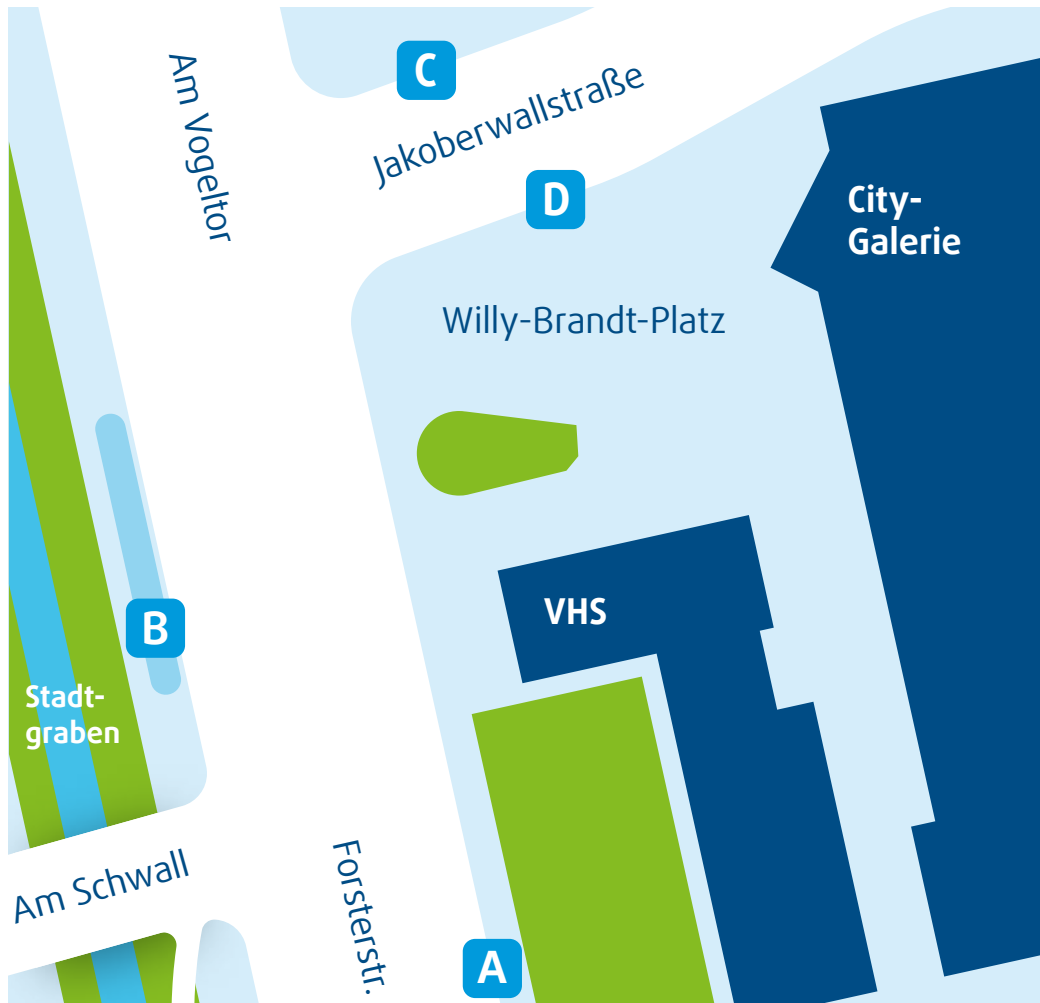 C
Am Vogeltor
Jakoberwallstraße
D
City-
Galerie
Willy-Brandt-Platz
VHS
B
Stadt-
graben
Am Schwall
Forsterstr.
A